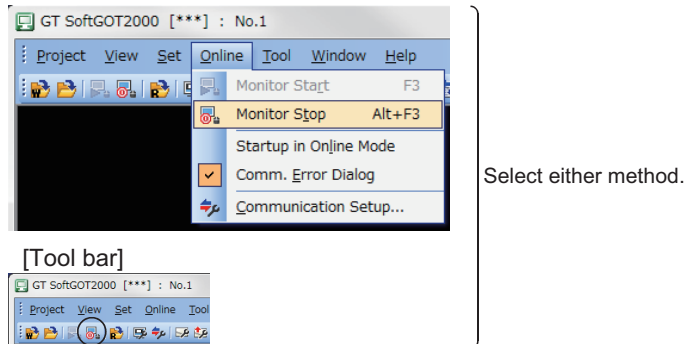 GT SoftGOT2000 [***] : No.1
Project View Set Online Tool Window Help
Monitor Start F3
Monitor Stop Alt+F3
Startup in Online Mode
Comm. Error Dialog
Communication Setup...
Select either method.
[Tool bar]
GT SoftGOT2000 [***] : No.1
Project View Set Online Tool